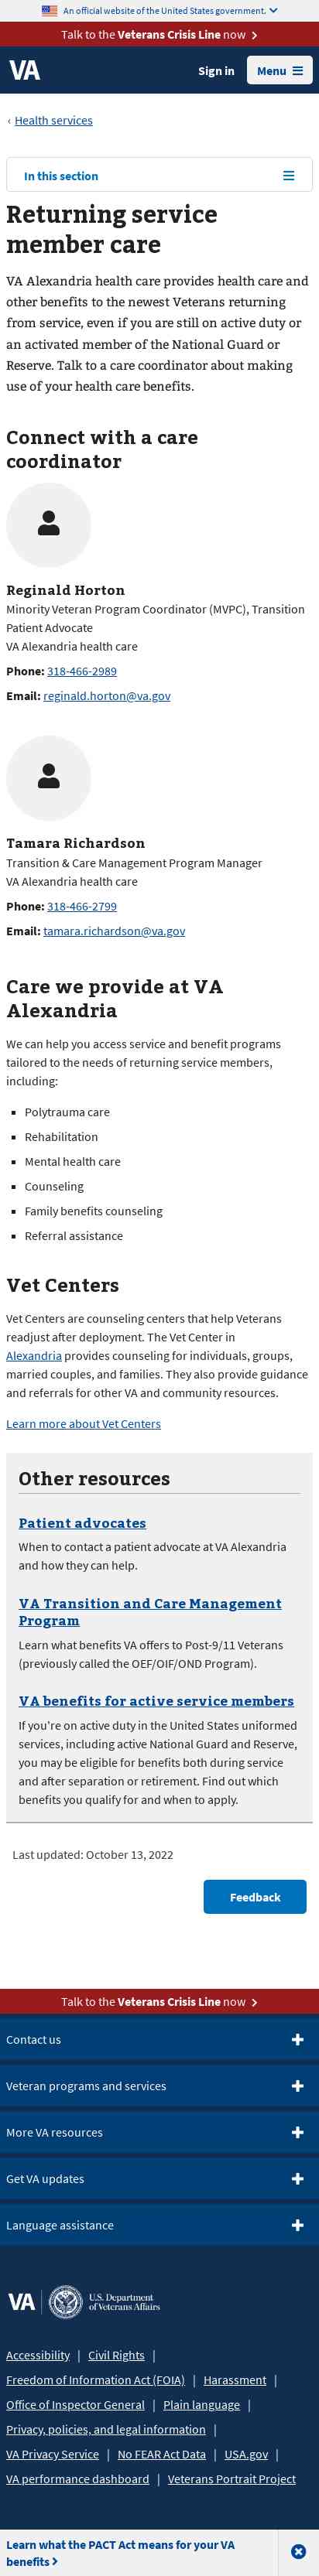 An official website of the United States government.
Talk to the Veterans Crisis Line now
VA
Sign in
Menu
‹ Health services
In this section
Returning service
member care
VA Alexandria health care provides health care and
other benefits to the newest Veterans returning
from service, even if you are still on active duty or
an activated member of the National Guard or
Reserve. Talk to a care coordinator about making
use of your health care benefits.
Connect with a care
coordinator
Reginald Horton
Minority Veteran Program Coordinator (MVPC), Transition
Patient Advocate
VA Alexandria health care
Phone: 318-466-2989
Email: reginald.horton@va.gov
Tamara Richardson
Transition & Care Management Program Manager
VA Alexandria health care
Phone: 318-466-2799
Email: tamara.richardson@va.gov
Care we provide at VA
Alexandria
We can help you access service and benefit programs
tailored to the needs of returning service members,
including:
Polytrauma care
Rehabilitation
Mental health care
Counseling
Family benefits counseling
Referral assistance
Vet Centers
Vet Centers are counseling centers that help Veterans
readjust after deployment. The Vet Center in
Alexandria provides counseling for individuals, groups,
married couples, and families. They also provide guidance
and referrals for other VA and community resources.
Learn more about Vet Centers
Other resources
Patient advocates
When to contact a patient advocate at VA Alexandria
and how they can help.
VA Transition and Care Management
Program
Learn what benefits VA offers to Post-9/11 Veterans
(previously called the OEF/OIF/OND Program).
VA benefits for active service members
If you're on active duty in the United States uniformed
services, including active National Guard and Reserve,
you may be eligible for benefits both during service
and after separation or retirement. Find out which
benefits you qualify for and when to apply.
Last updated: October 13, 2022
Feedback
Talk to the Veterans Crisis Line now
Contact us
Veteran programs and services
More VA resources
Get VA updates
Language assistance
VA
U.S. Department
of Veterans Affairs
Accessibility | Civil Rights |
Freedom of Information Act (FOIA) | Harassment |
Office of Inspector General | Plain language |
Privacy, policies, and legal information |
VA Privacy Service | No FEAR Act Data | USA.gov |
VA performance dashboard | Veterans Portrait Project
Learn what the PACT Act means for your VA
benefits